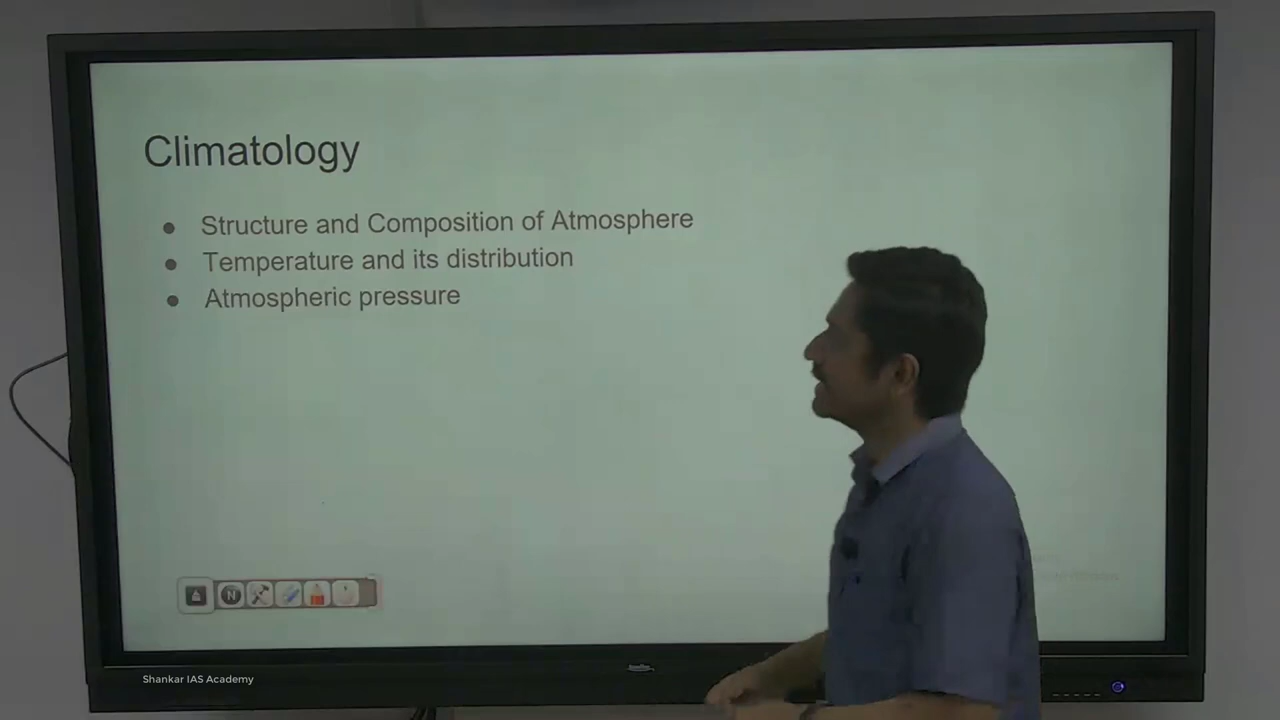 Climatology
● Structure and Composition of Atmosphere
● Temperature and its distribution
● Atmospheric pressure
N
Shankar IAS Academy